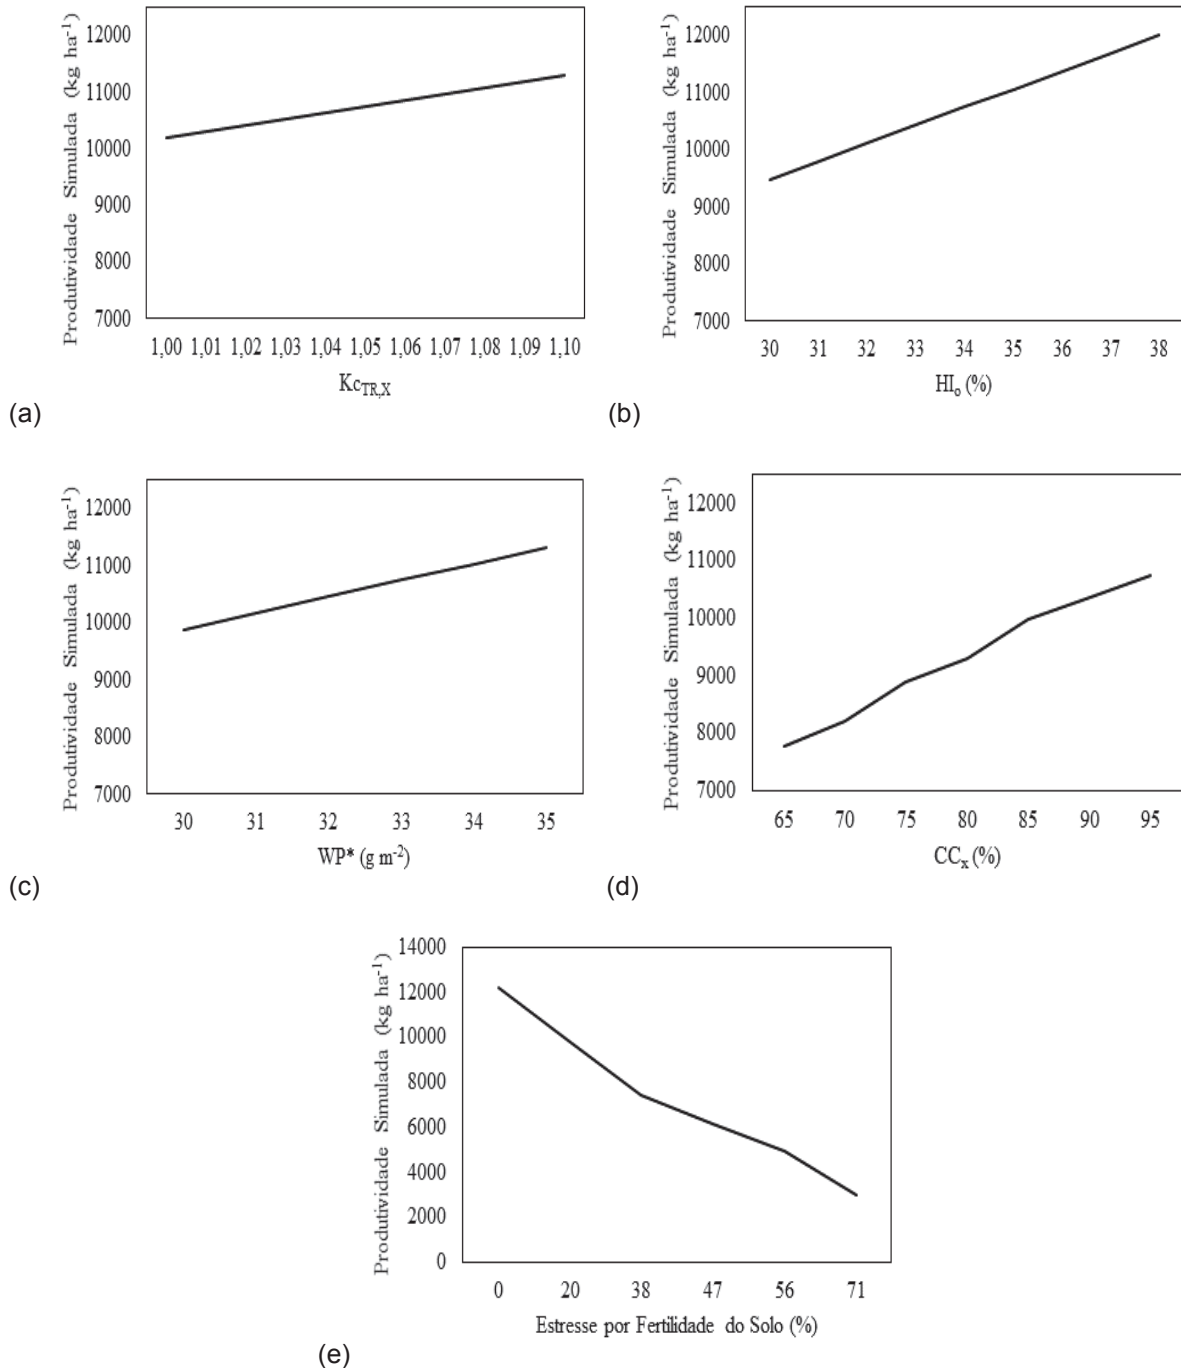 Produtividade Simulada (kg ha⁻¹)
12000
11000
10000
9000
8000
7000
1,00 1,01 1,02 1,03 1,04 1,05 1,06 1,07 1,08 1,09 1,10
Kc_TR,X
(a)
Produtividade Simulada (kg ha⁻¹)
12000
11000
10000
9000
8000
7000
30 31 32 33 34 35 36 37 38
HI_o (%)
(b)
Produtividade Simulada (kg ha⁻¹)
12000
11000
10000
9000
8000
7000
30 31 32 33 34 35
WP* (g m⁻²)
(c)
Produtividade Simulada (kg ha⁻¹)
12000
11000
10000
9000
8000
7000
65 70 75 80 85 90 95
CC_x (%)
(d)
Produtividade Simulada (kg ha⁻¹)
14000
12000
10000
8000
6000
4000
2000
0
0 20 38 47 56 71
Estresse por Fertilidade do Solo (%)
(e)